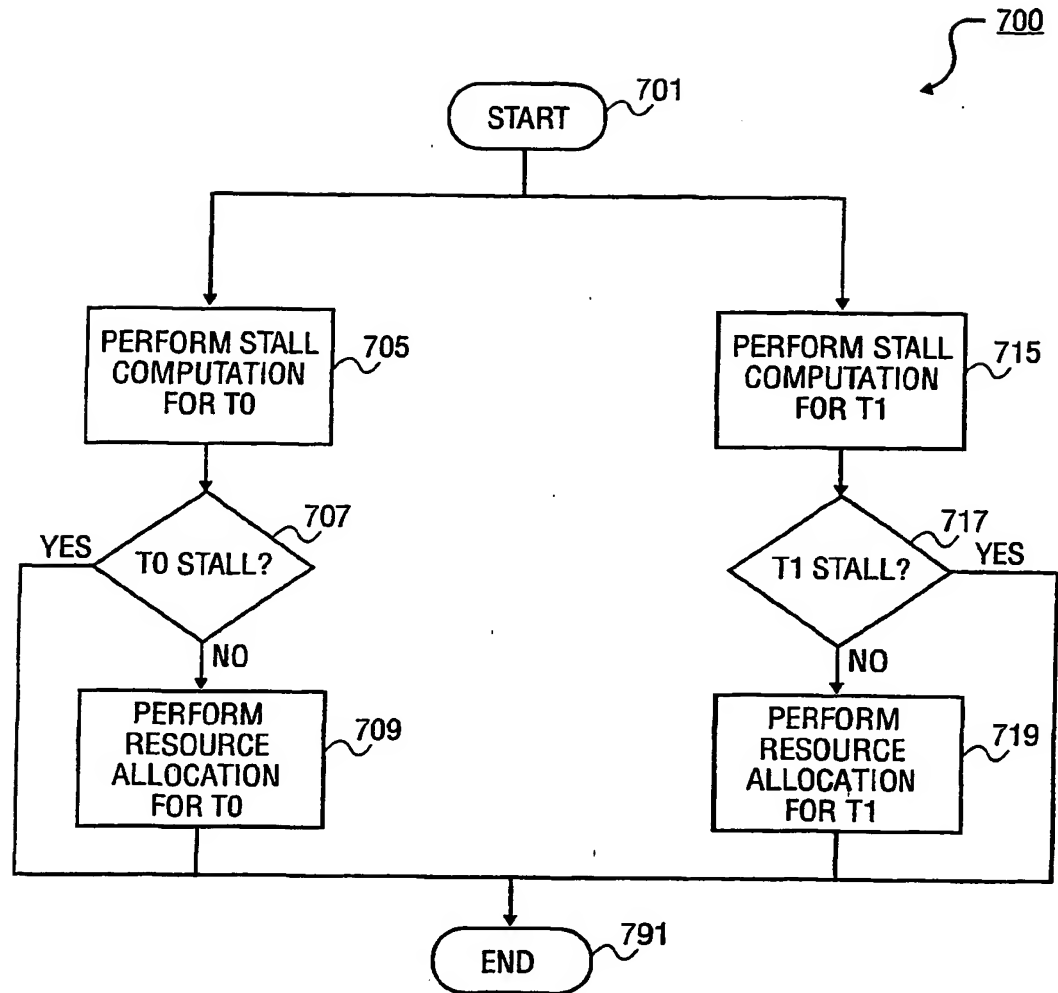 700
START
701
PERFORM STALL
COMPUTATION
FOR T0
705
PERFORM STALL
COMPUTATION
FOR T1
715
YES
T0 STALL?
707
NO
T1 STALL?
717
YES
NO
PERFORM
RESOURCE
ALLOCATION
FOR T0
709
PERFORM
RESOURCE
ALLOCATION
FOR T1
719
END
791